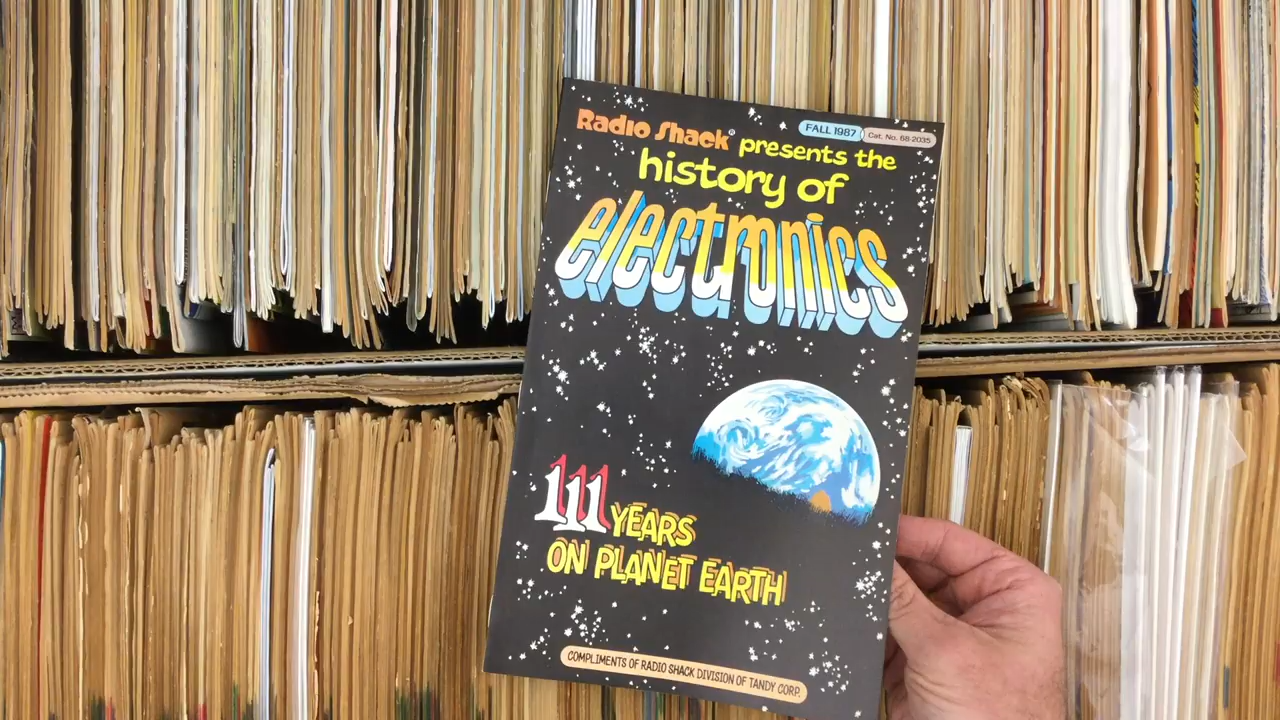 FALL 1987 Cat. No. 68-2035
Radio Shack® presents the
history of
electronics
111 YEARS
ON PLANET EARTH
COMPLIMENTS OF RADIO SHACK DIVISION OF TANDY CORP.